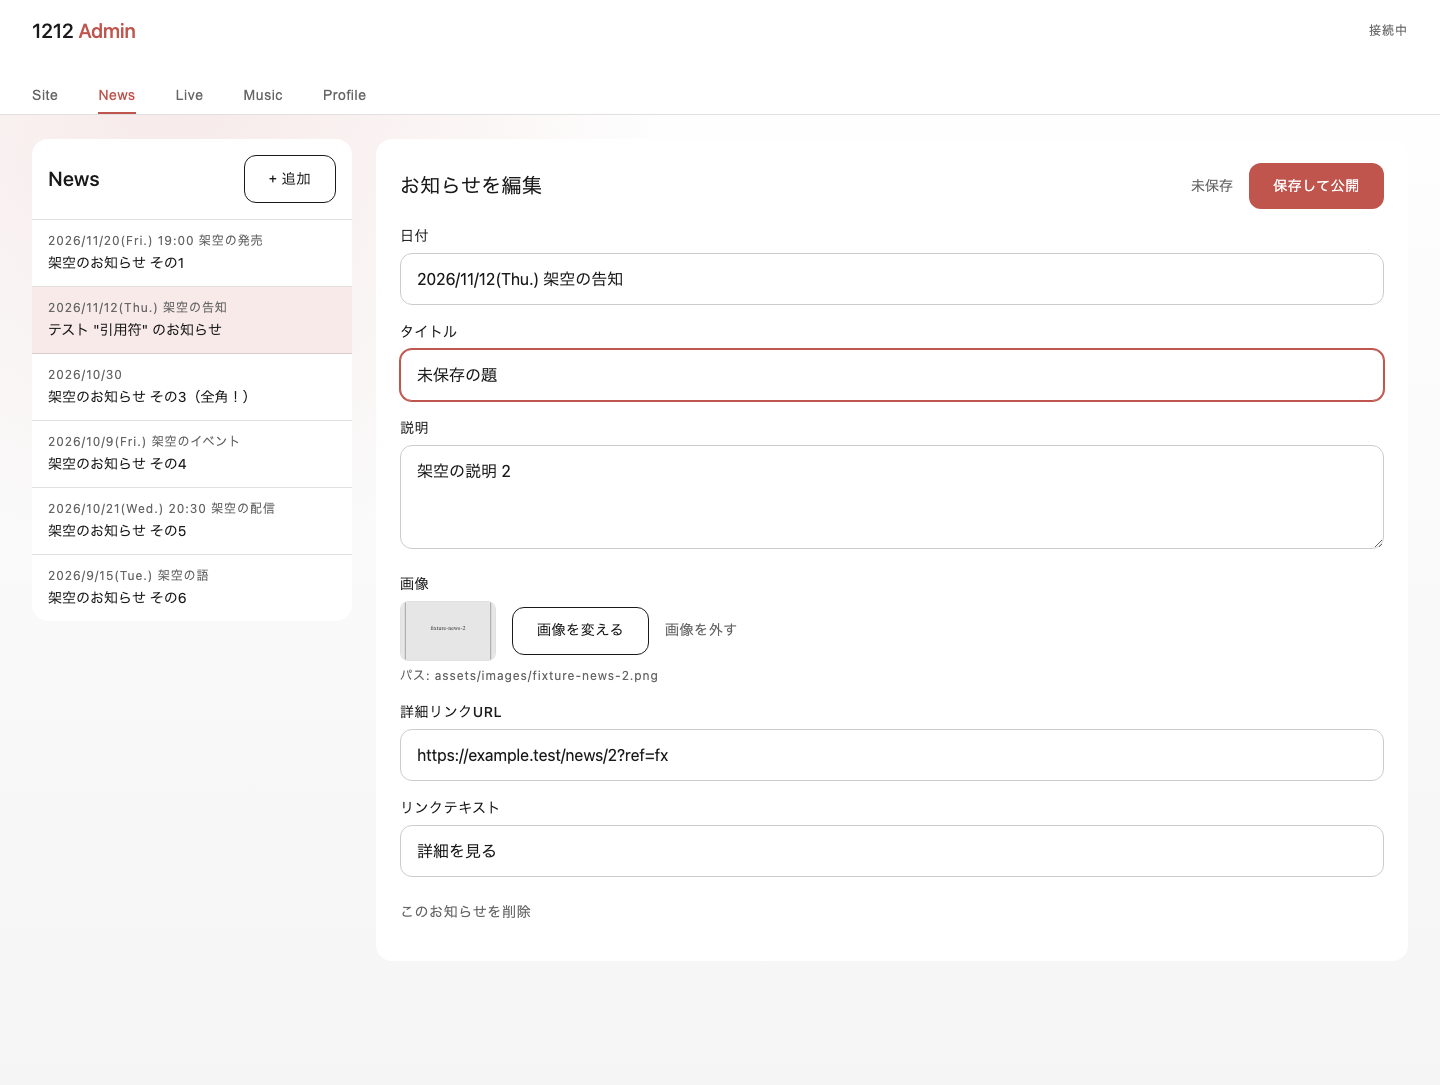 1212 Admin
接続中
Site News Live Music Profile
News
+ 追加
2026/11/20(Fri.) 19:00 架空の発売
架空のお知らせ その1
2026/11/12(Thu.) 架空の告知
テスト "引用符" のお知らせ
2026/10/30
架空のお知らせ その3（全角！）
2026/10/9(Fri.) 架空のイベント
架空のお知らせ その4
2026/10/21(Wed.) 20:30 架空の配信
架空のお知らせ その5
2026/9/15(Tue.) 架空の語
架空のお知らせ その6
お知らせを編集
未保存
保存して公開
日付
2026/11/12(Thu.) 架空の告知
タイトル
未保存の題
説明
架空の説明 2
画像
fixture-news-2
画像を変える
画像を外す
パス: assets/images/fixture-news-2.png
詳細リンクURL
https://example.test/news/2?ref=fx
リンクテキスト
詳細を見る
このお知らせを削除